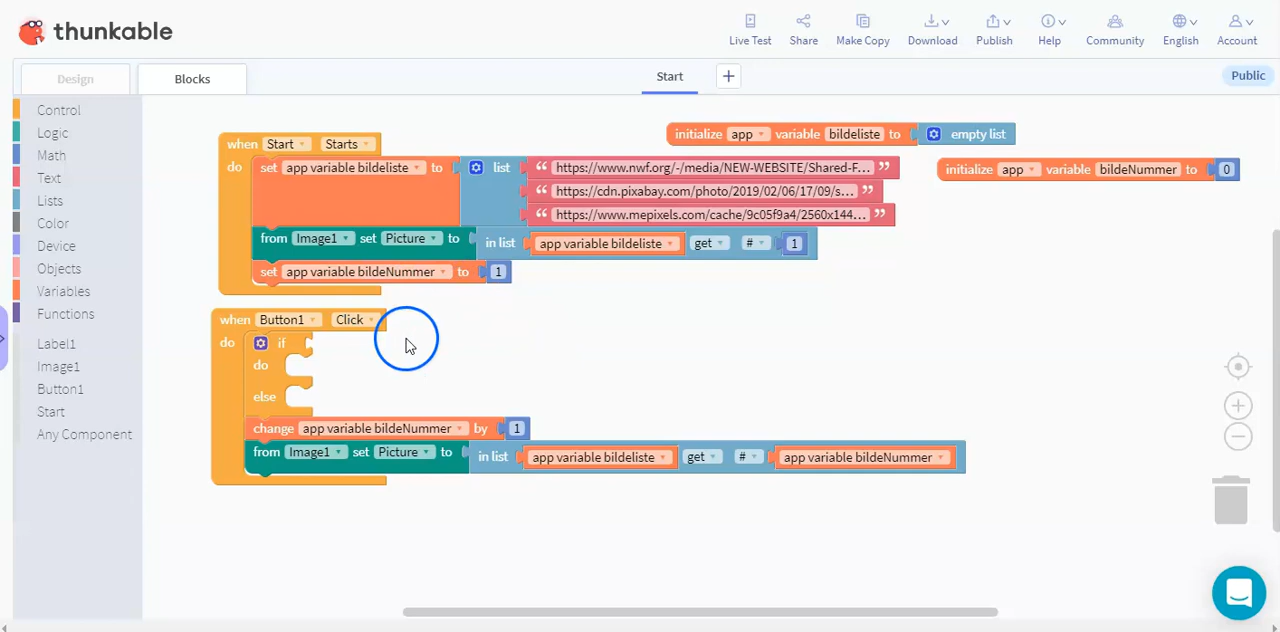 thunkable
Live Test
Share
Make Copy
Download
Publish
Help
Community
English
Account
Design
Blocks
Start
Public
Control
Logic
Math
Text
Lists
Color
Device
Objects
Variables
Functions
Label1
Image1
Button1
Start
Any Component
initialize app variable bildeliste to empty list
initialize app variable bildeNummer to 0
when Start Starts
do set app variable bildeliste to list “ https://www.nwf.org/-/media/NEW-WEBSITE/Shared-F... ”
“ https://cdn.pixabay.com/photo/2019/02/06/17/09/s... ”
“ https://www.mepixels.com/cache/9c05f9a4/2560x144... ”
from Image1 set Picture to in list app variable bildeliste get # 1
set app variable bildeNummer to 1
when Button1 Click
do if
do
else
change app variable bildeNummer by 1
from Image1 set Picture to in list app variable bildeliste get # app variable bildeNummer